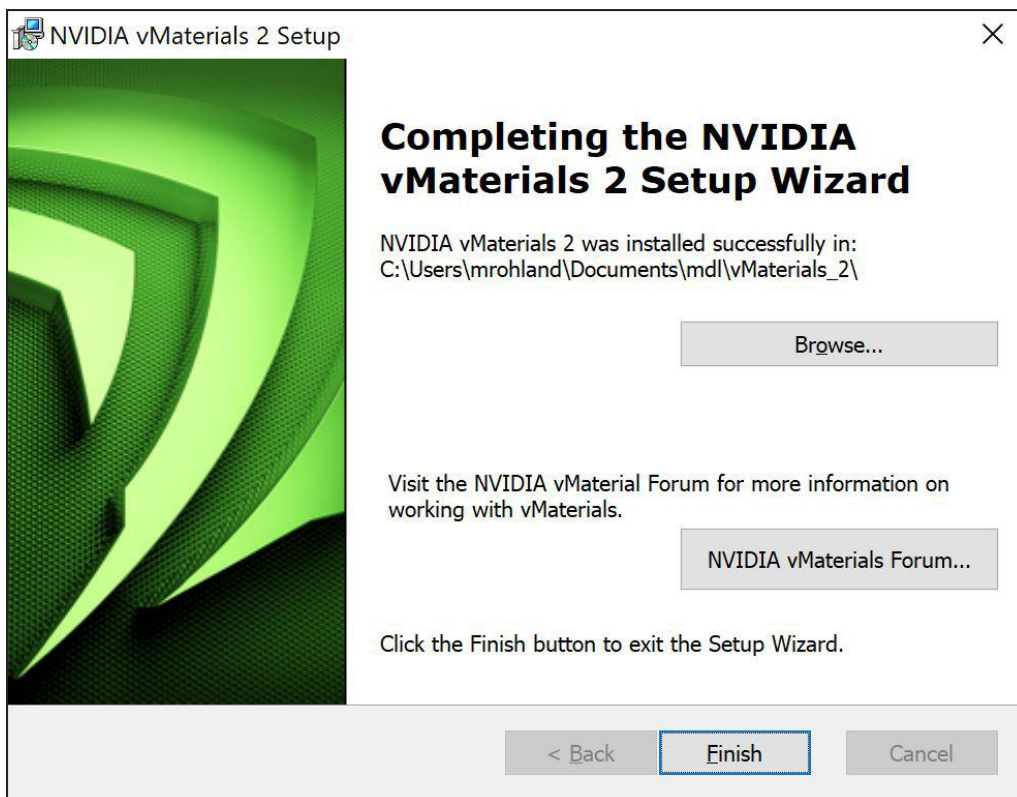 NVIDIA vMaterials 2 Setup
Completing the NVIDIA
vMaterials 2 Setup Wizard
NVIDIA vMaterials 2 was installed successfully in:
C:\Users\mrohland\Documents\mdl\vMaterials_2\
Browse...
Visit the NVIDIA vMaterial Forum for more information on
working with vMaterials.
NVIDIA vMaterials Forum...
Click the Finish button to exit the Setup Wizard.
< Back
Finish
Cancel